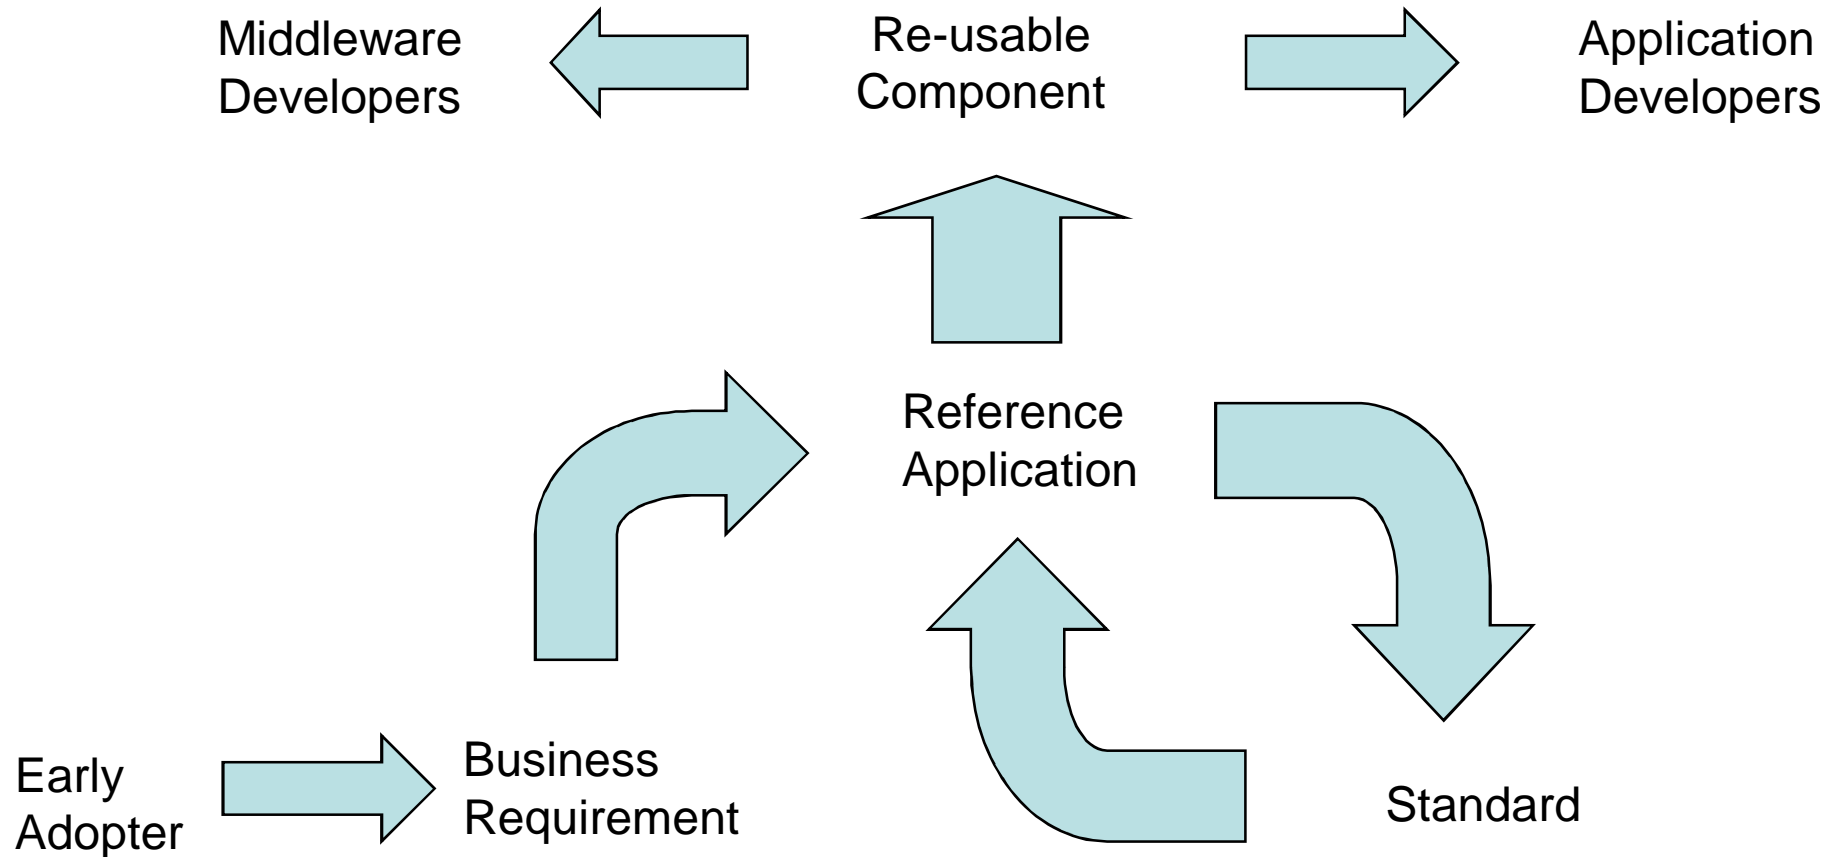 Middleware
Developers
Re-usable
Component
Application
Developers
Reference
Application
Early
Adopter
Business
Requirement
Standard